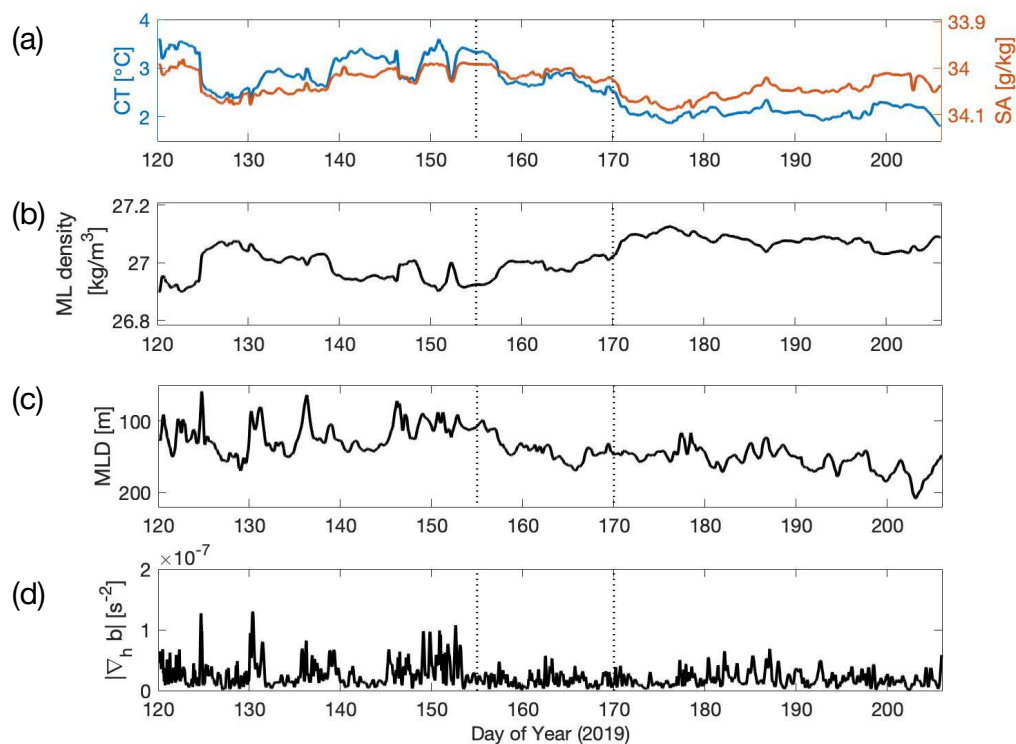 (a)
CT [°C]
4
3
2
33.9
34
34.1
SA [g/kg]
120 130 140 150 160 170 180 190 200
(b)
ML density
[kg/m³]
27.2
27
26.8
120 130 140 150 160 170 180 190 200
(c)
MLD [m]
100
200
120 130 140 150 160 170 180 190 200
(d)
|∇h b| [s⁻²]
×10⁻⁷
2
1
0
120 130 140 150 160 170 180 190 200
Day of Year (2019)